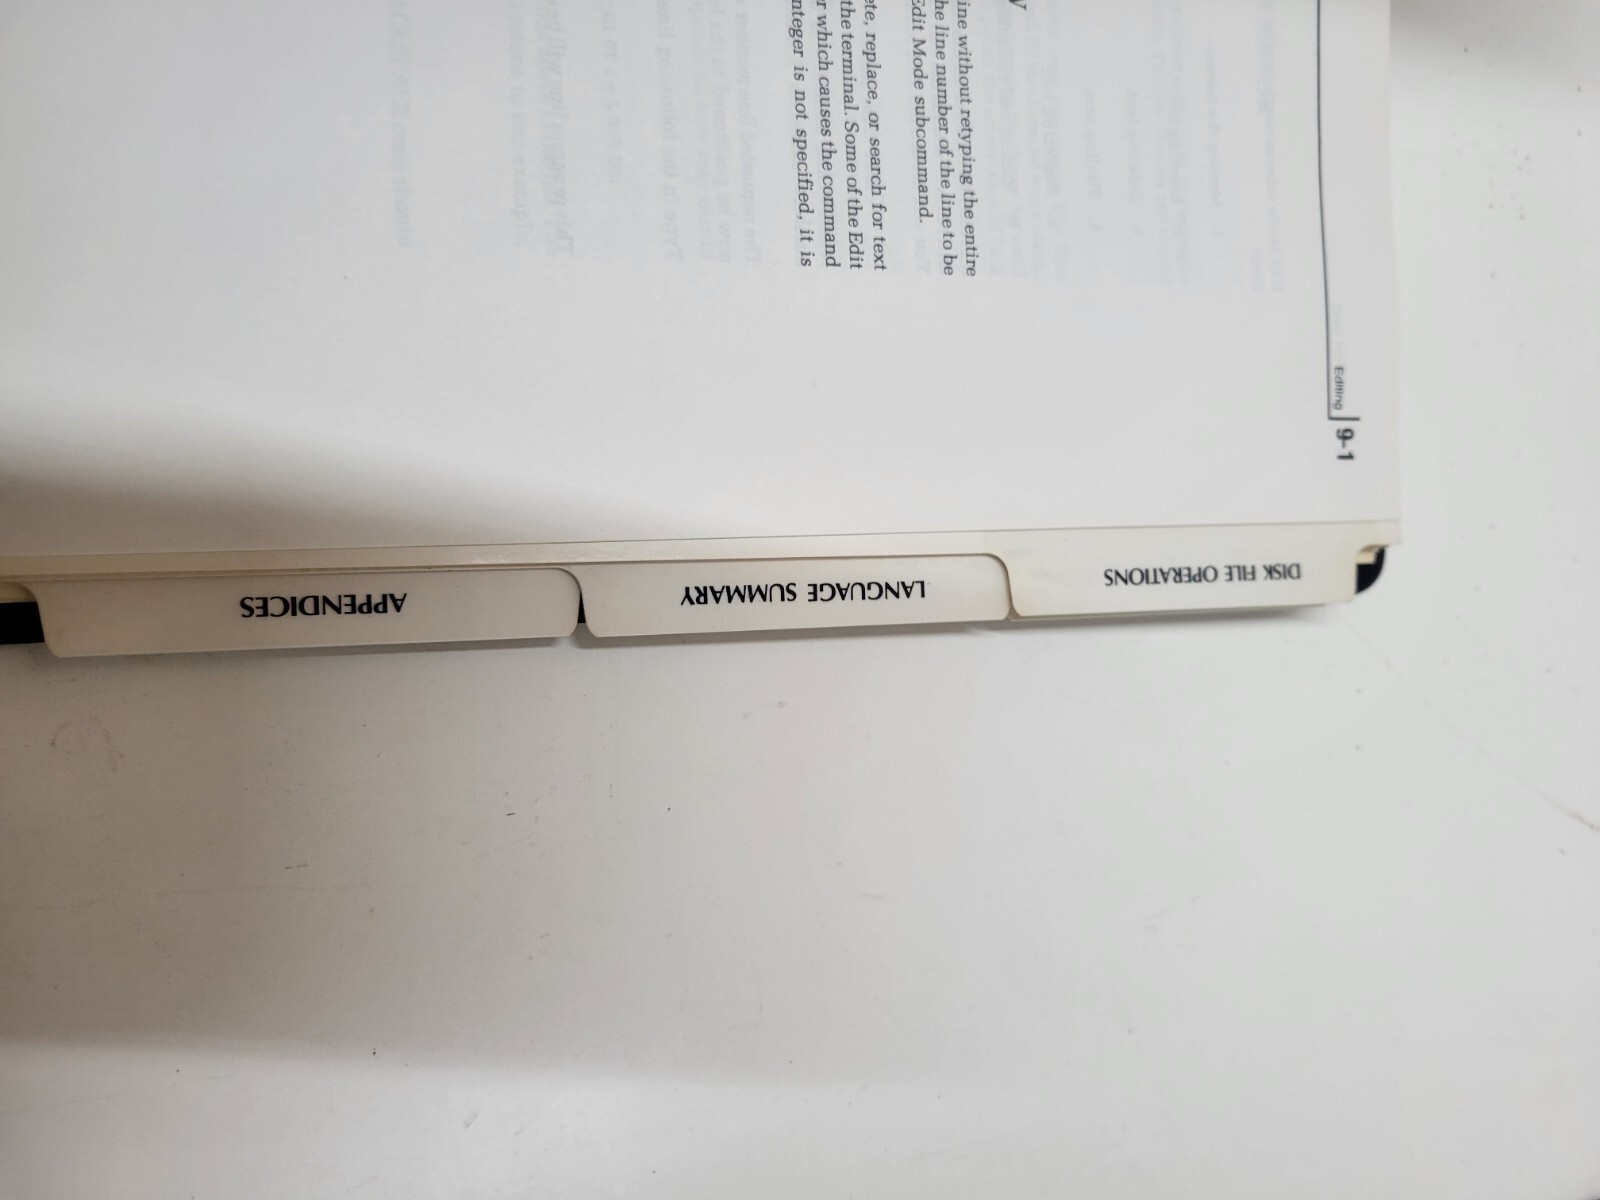 Editing
9-1
ine without retyping the entire
he line number of the line to be
Edit Mode subcommand.
ete, replace, or search for text
the terminal. Some of the Edit
r which causes the command
nteger is not specified, it is
DISK FILE OPERATIONS
LANGUAGE SUMMARY
APPENDICES